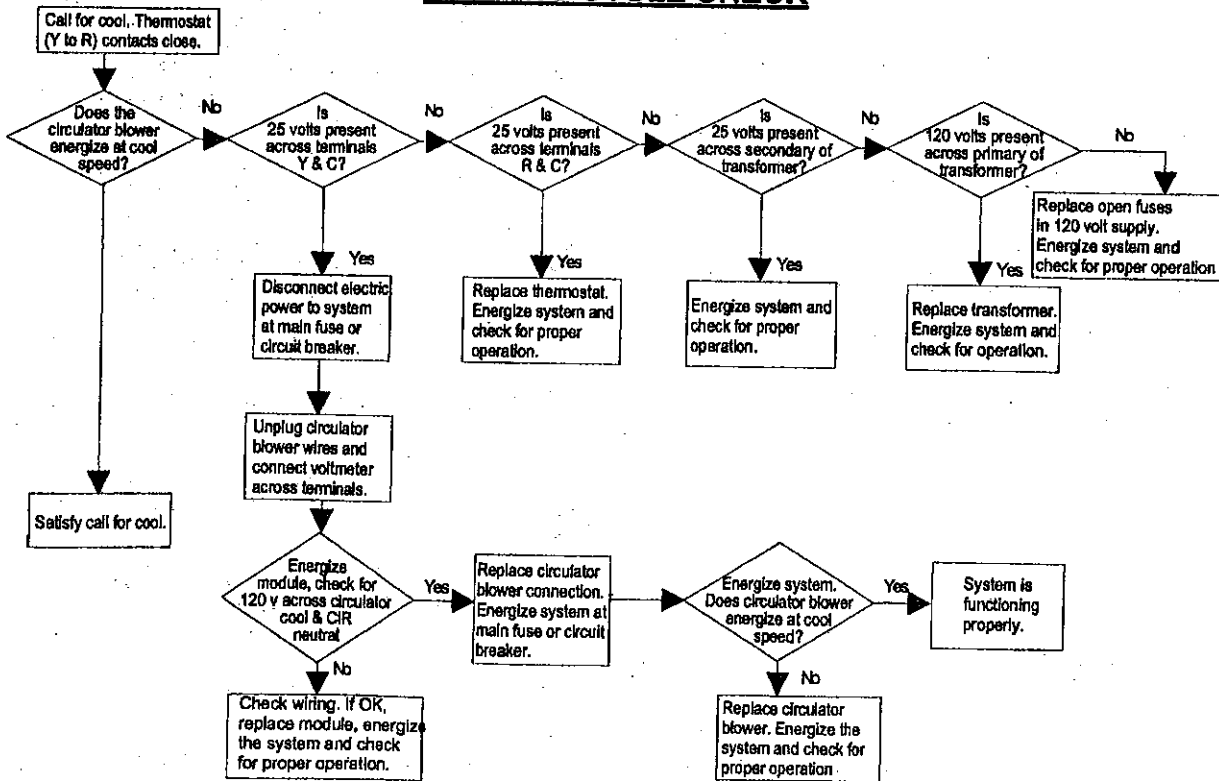 Call for cool, Thermostat
(Y to R) contacts close.
Does the
circulator blower
energize at cool
speed?
No
Is
25 volts present
across terminals
Y & C?
No
Is
25 volts present
across terminals
R & C?
No
Is
25 volts present
across secondary of
transformer?
No
Is
120 volts present
across primary of
transformer?
No
Replace open fuses
in 120 volt supply.
Energize system and
check for proper operation
Yes
Disconnect electric
power to system
at main fuse or
circuit breaker.
Yes
Replace thermostat.
Energize system and
check for proper
operation.
Yes
Energize system and
check for proper
operation.
Yes
Replace transformer.
Energize system and
check for operation.
Unplug circulator
blower wires and
connect voltmeter
across terminals.
Satisfy call for cool.
Energize
module, check for
120 v across circulator
cool & CIR
neutral
Yes
Replace circulator
blower connection.
Energize system at
main fuse or circuit
breaker.
Energize system.
Does circulator blower
energize at cool
speed?
Yes
System is
functioning
properly.
No
Check wiring. If OK,
replace module, energize
the system and check
for proper operation.
No
Replace circulator
blower. Energize the
system and check for
proper operation